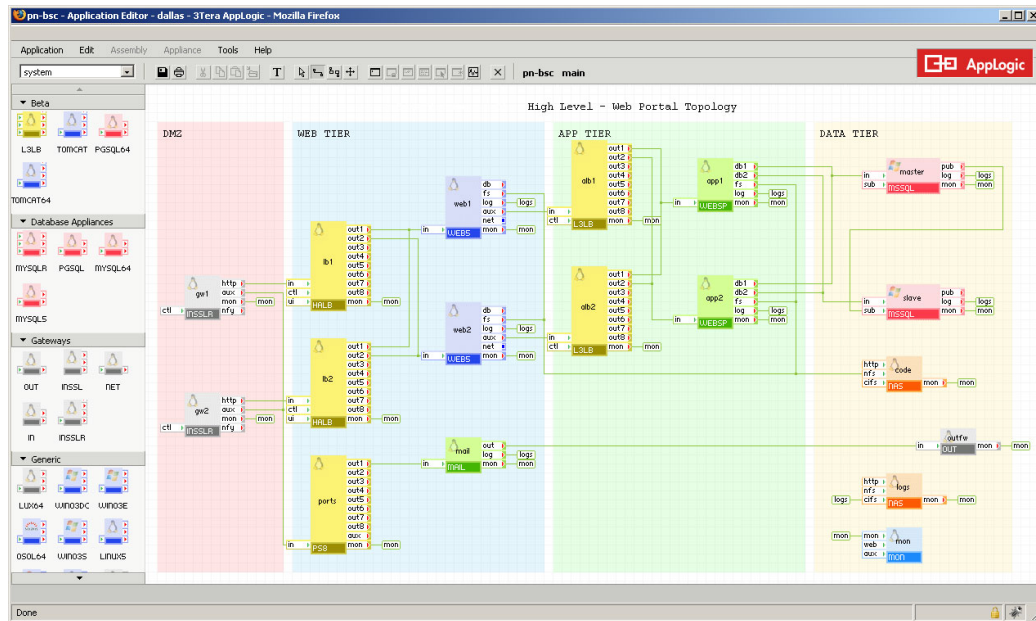 pn-bsc - Application Editor - dallas - 3Tera AppLogic - Mozilla Firefox
Application Edit Assembly Appliance Tools Help
system
T
pn-bsc main
AppLogic
Beta
L3LB TOMCAT PGSQL64
TOMCAT64
Database Appliances
MYSQLR PGSQL MYSQL64
MYSQL5
Gateways
OUT INSSL NET
IN INSSLR
Generic
LUX64 WIN03DC WIN03E
OSOL64 WIN03S LINUX5
High Level - Web Portal Topology
DMZ
gw1
http
aux
mon mon
ctl INSSLR nfy
gw2
http
aux
mon mon
ctl INSSLR nfy
WEB TIER
lb1
out1
out2
out3
out4
out5
out6
in out7
ctl out8
ui HALB mon mon
lb2
out1
out2
out3
out4
out5
out6
in out7
ctl out8
ui HALB mon mon
ports
out1
out2
out3
out4
out5
out6
out7
out8
aux
in PS8 mon mon
web1
db
fs
log logs
aux
net
in WEB5 mon mon
web2
db
fs
log logs
aux
net
in WEB5 mon mon
mail
out
log logs
in MAIL mon mon
APP TIER
alb1
out1
out2
out3
out4
out5
out6
out7
in out8
ctl L3LB mon mon
alb2
out1
out2
out3
out4
out5
out6
out7
in out8
ctl L3LB mon mon
app1
db1
db2
fs
log logs
in WEBSP mon mon
app2
db1
db2
fs
log logs
in WEBSP mon mon
DATA TIER
master
pub
in log logs
sub MSSQL mon mon
slave
pub
in log logs
sub MSSQL mon mon
code
http
nfs
cifs NAS mon mon
outfw
in OUT mon mon
logs
http
nfs
logs cifs NAS mon mon
mon
mon mon
web
aux MON
Done